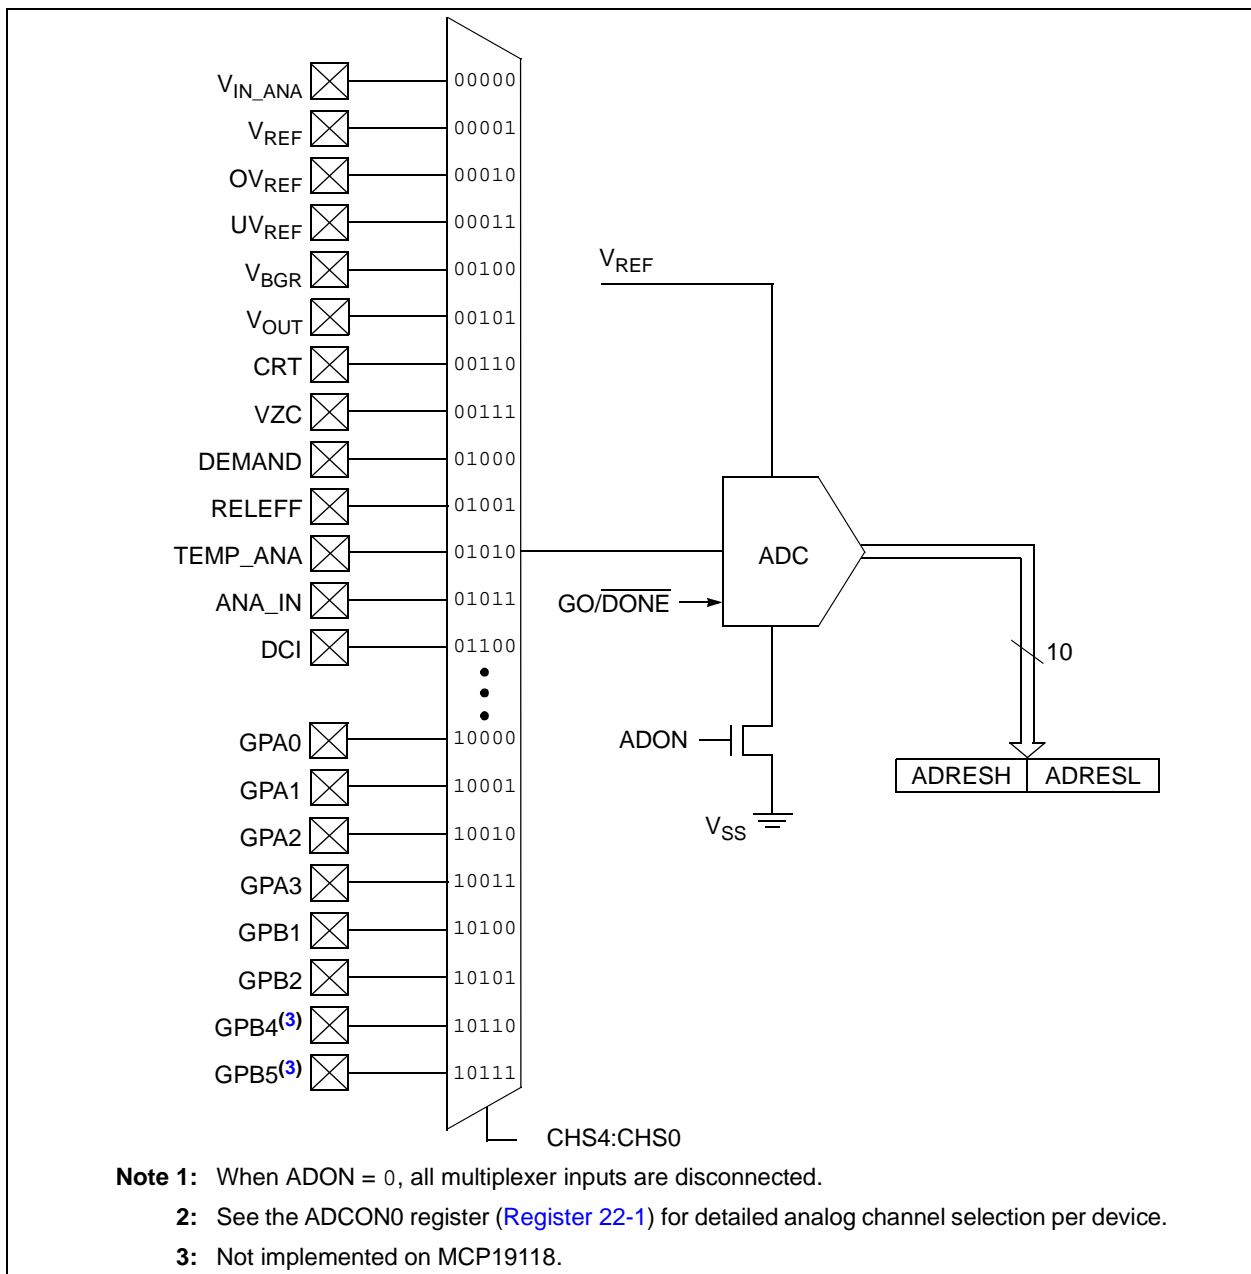 VIN_ANA 00000
VREF 00001
OVREF 00010
UVREF 00011
VBGR 00100
VOUT 00101
CRT 00110
VZC 00111
DEMAND 01000
RELEFF 01001
TEMP_ANA 01010
ANA_IN 01011
DCI 01100
GPA0 10000
GPA1 10001
GPA2 10010
GPA3 10011
GPB1 10100
GPB2 10101
GPB4(3) 10110
GPB5(3) 10111
CHS4:CHS0
VREF
ADC
GO/DONE
10
ADON
ADRESH ADRESL
VSS
Note 1: When ADON = 0, all multiplexer inputs are disconnected.
2: See the ADCON0 register (Register 22-1) for detailed analog channel selection per device.
3: Not implemented on MCP19118.